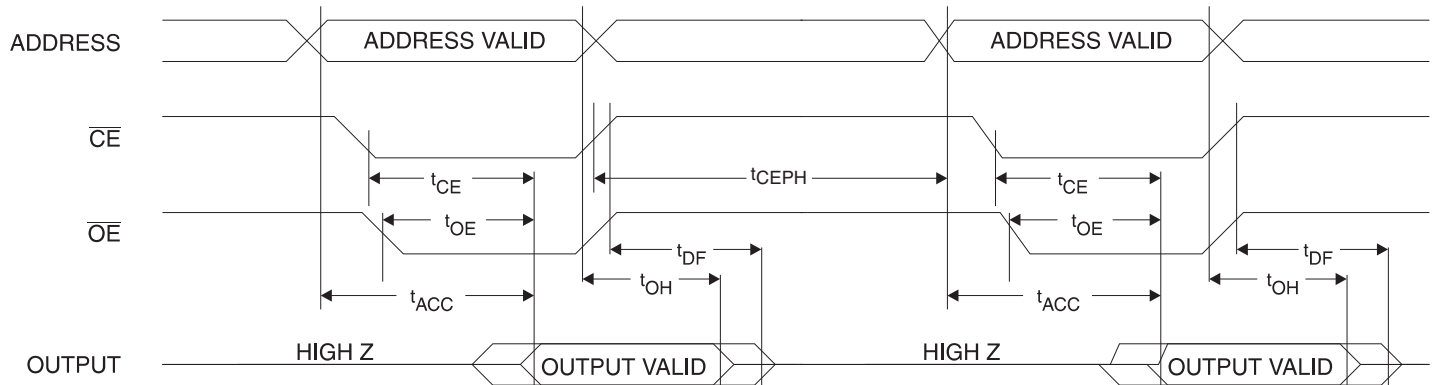 ADDRESS ADDRESS VALID ADDRESS VALID
CE
tCE tCEPH tCE
OE tOE tOE
tDF tDF
tOH tOH
tACC tACC
OUTPUT HIGH Z OUTPUT VALID HIGH Z OUTPUT VALID